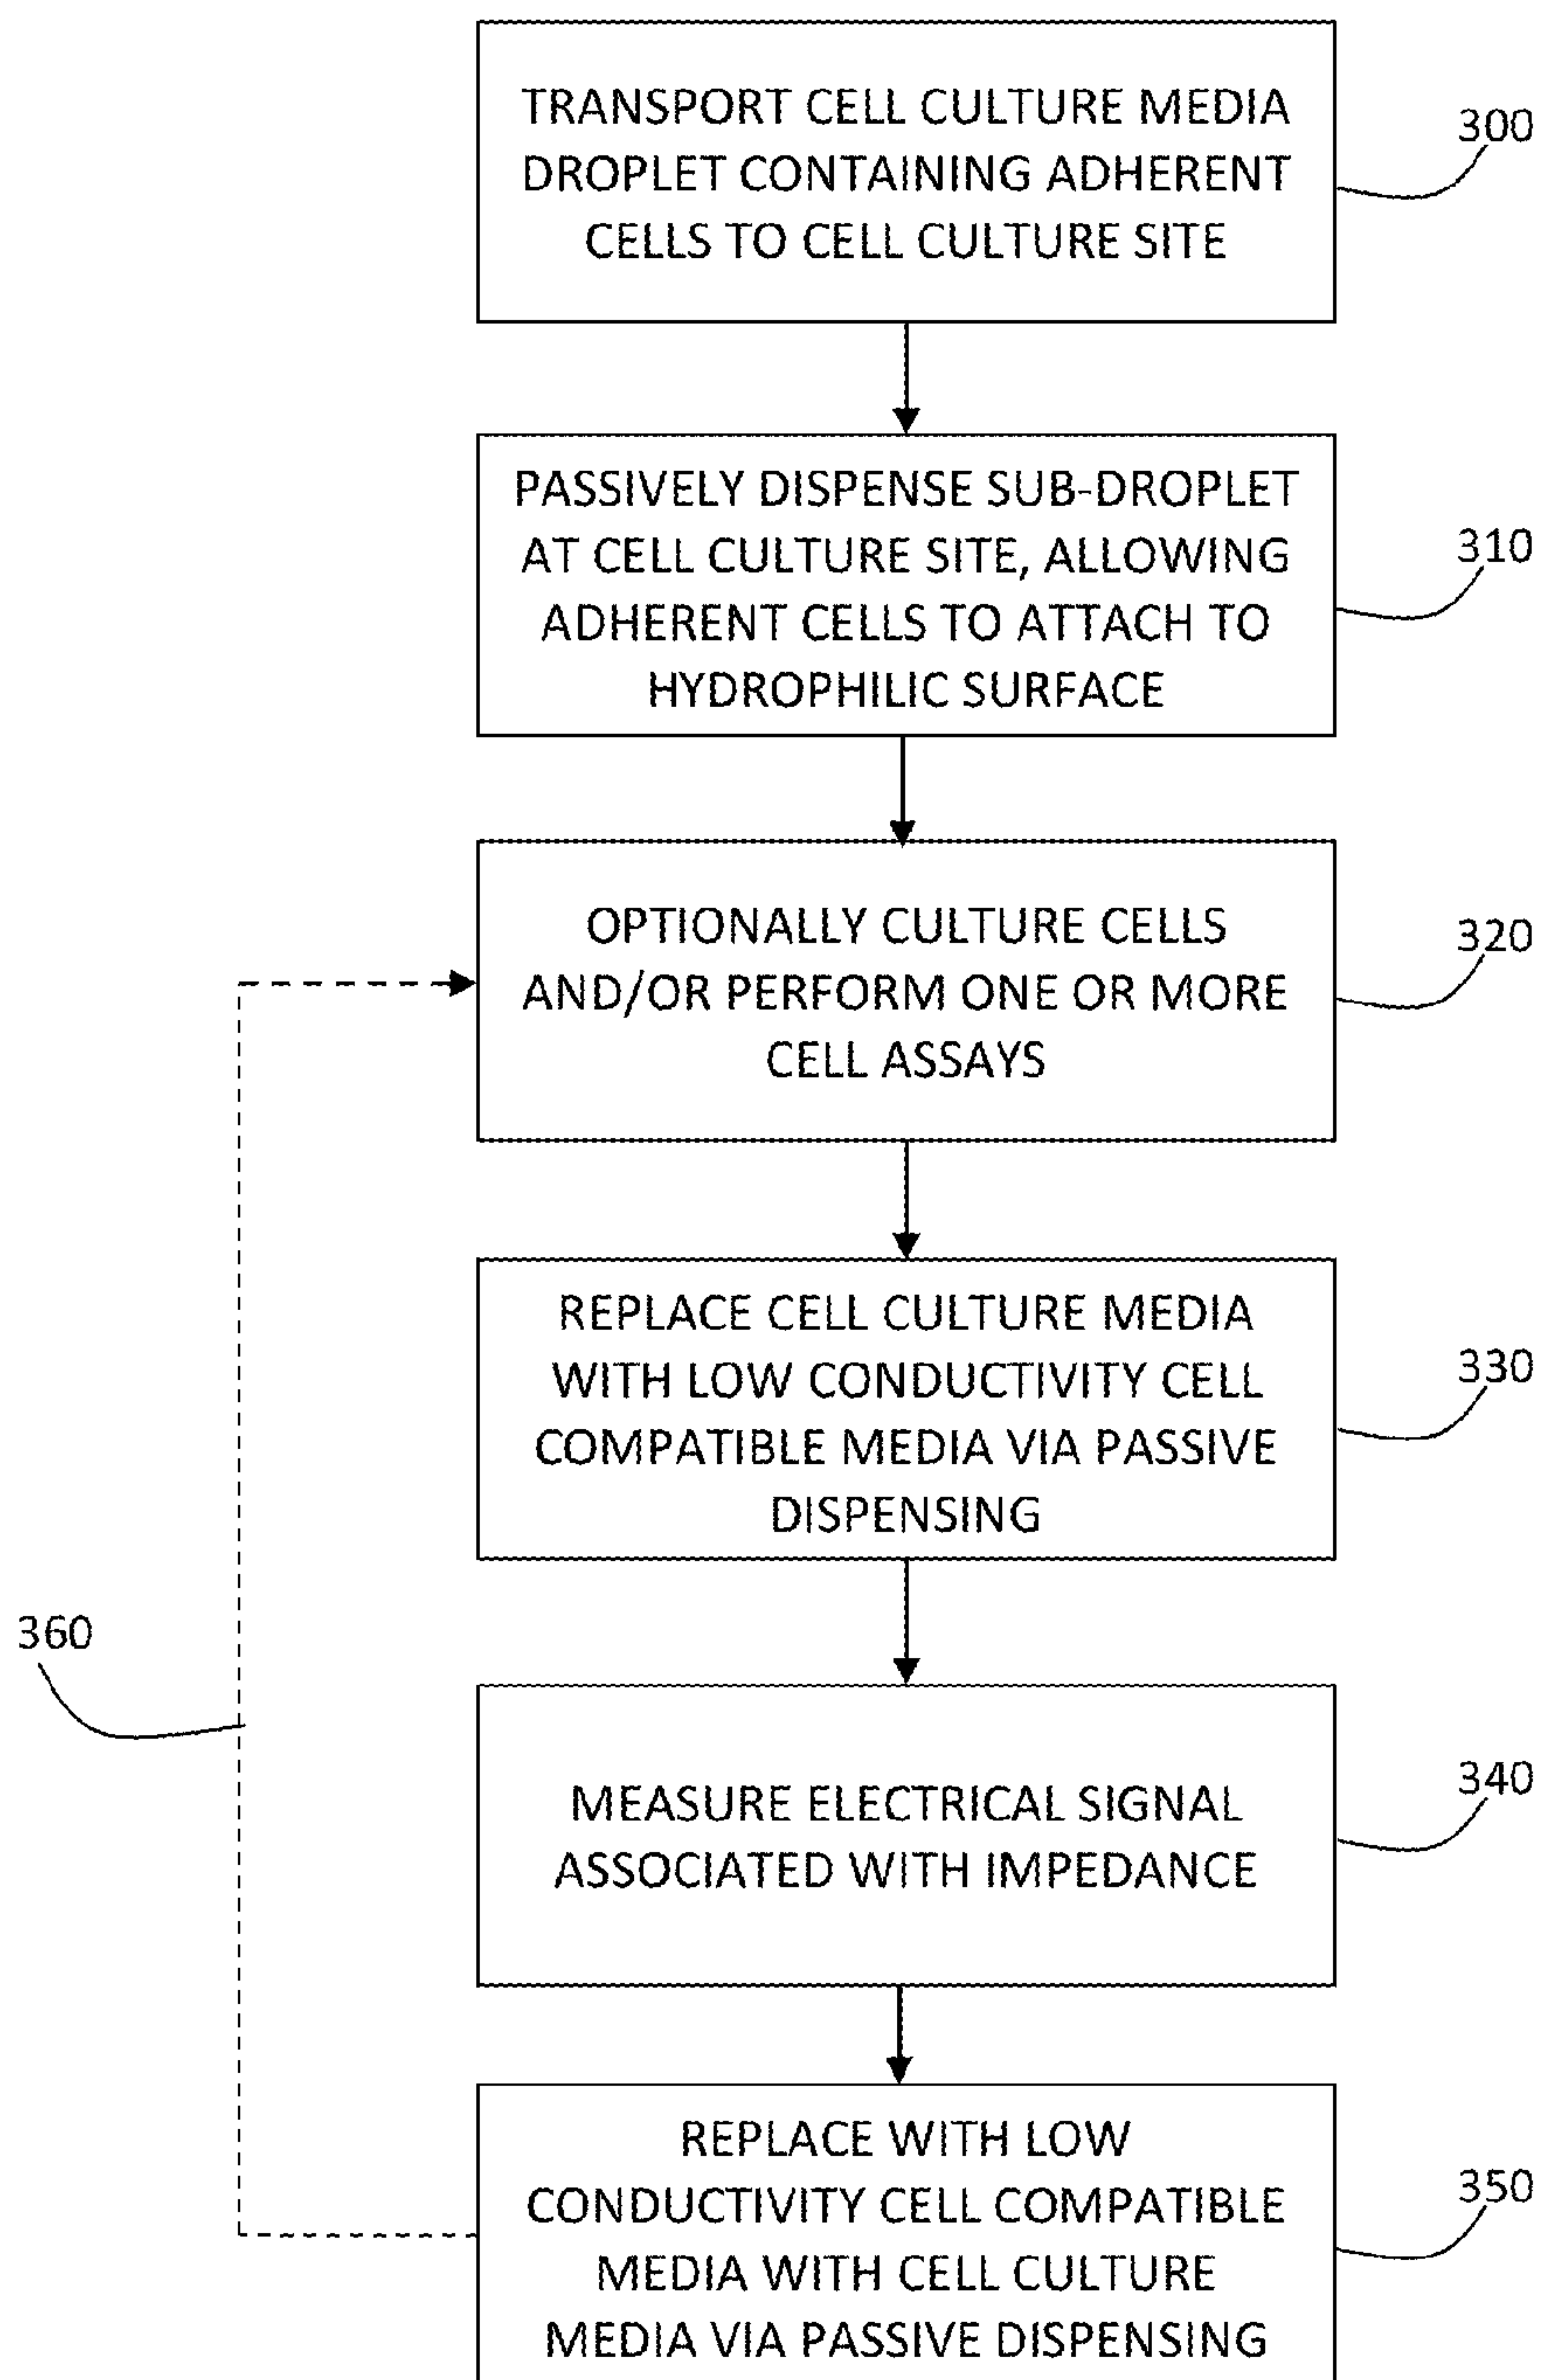 TRANSPORT CELL CULTURE MEDIA
DROPLET CONTAINING ADHERENT
CELLS TO CELL CULTURE SITE
300
PASSIVELY DISPENSE SUB-DROPLET
AT CELL CULTURE SITE, ALLOWING
ADHERENT CELLS TO ATTACH TO
HYDROPHILIC SURFACE
310
OPTIONALLY CULTURE CELLS
AND/OR PERFORM ONE OR MORE
CELL ASSAYS
320
REPLACE CELL CULTURE MEDIA
WITH LOW CONDUCTIVITY CELL
COMPATIBLE MEDIA VIA PASSIVE
DISPENSING
330
360
MEASURE ELECTRICAL SIGNAL
ASSOCIATED WITH IMPEDANCE
340
REPLACE WITH LOW
CONDUCTIVITY CELL COMPATIBLE
MEDIA WITH CELL CULTURE
MEDIA VIA PASSIVE DISPENSING
350